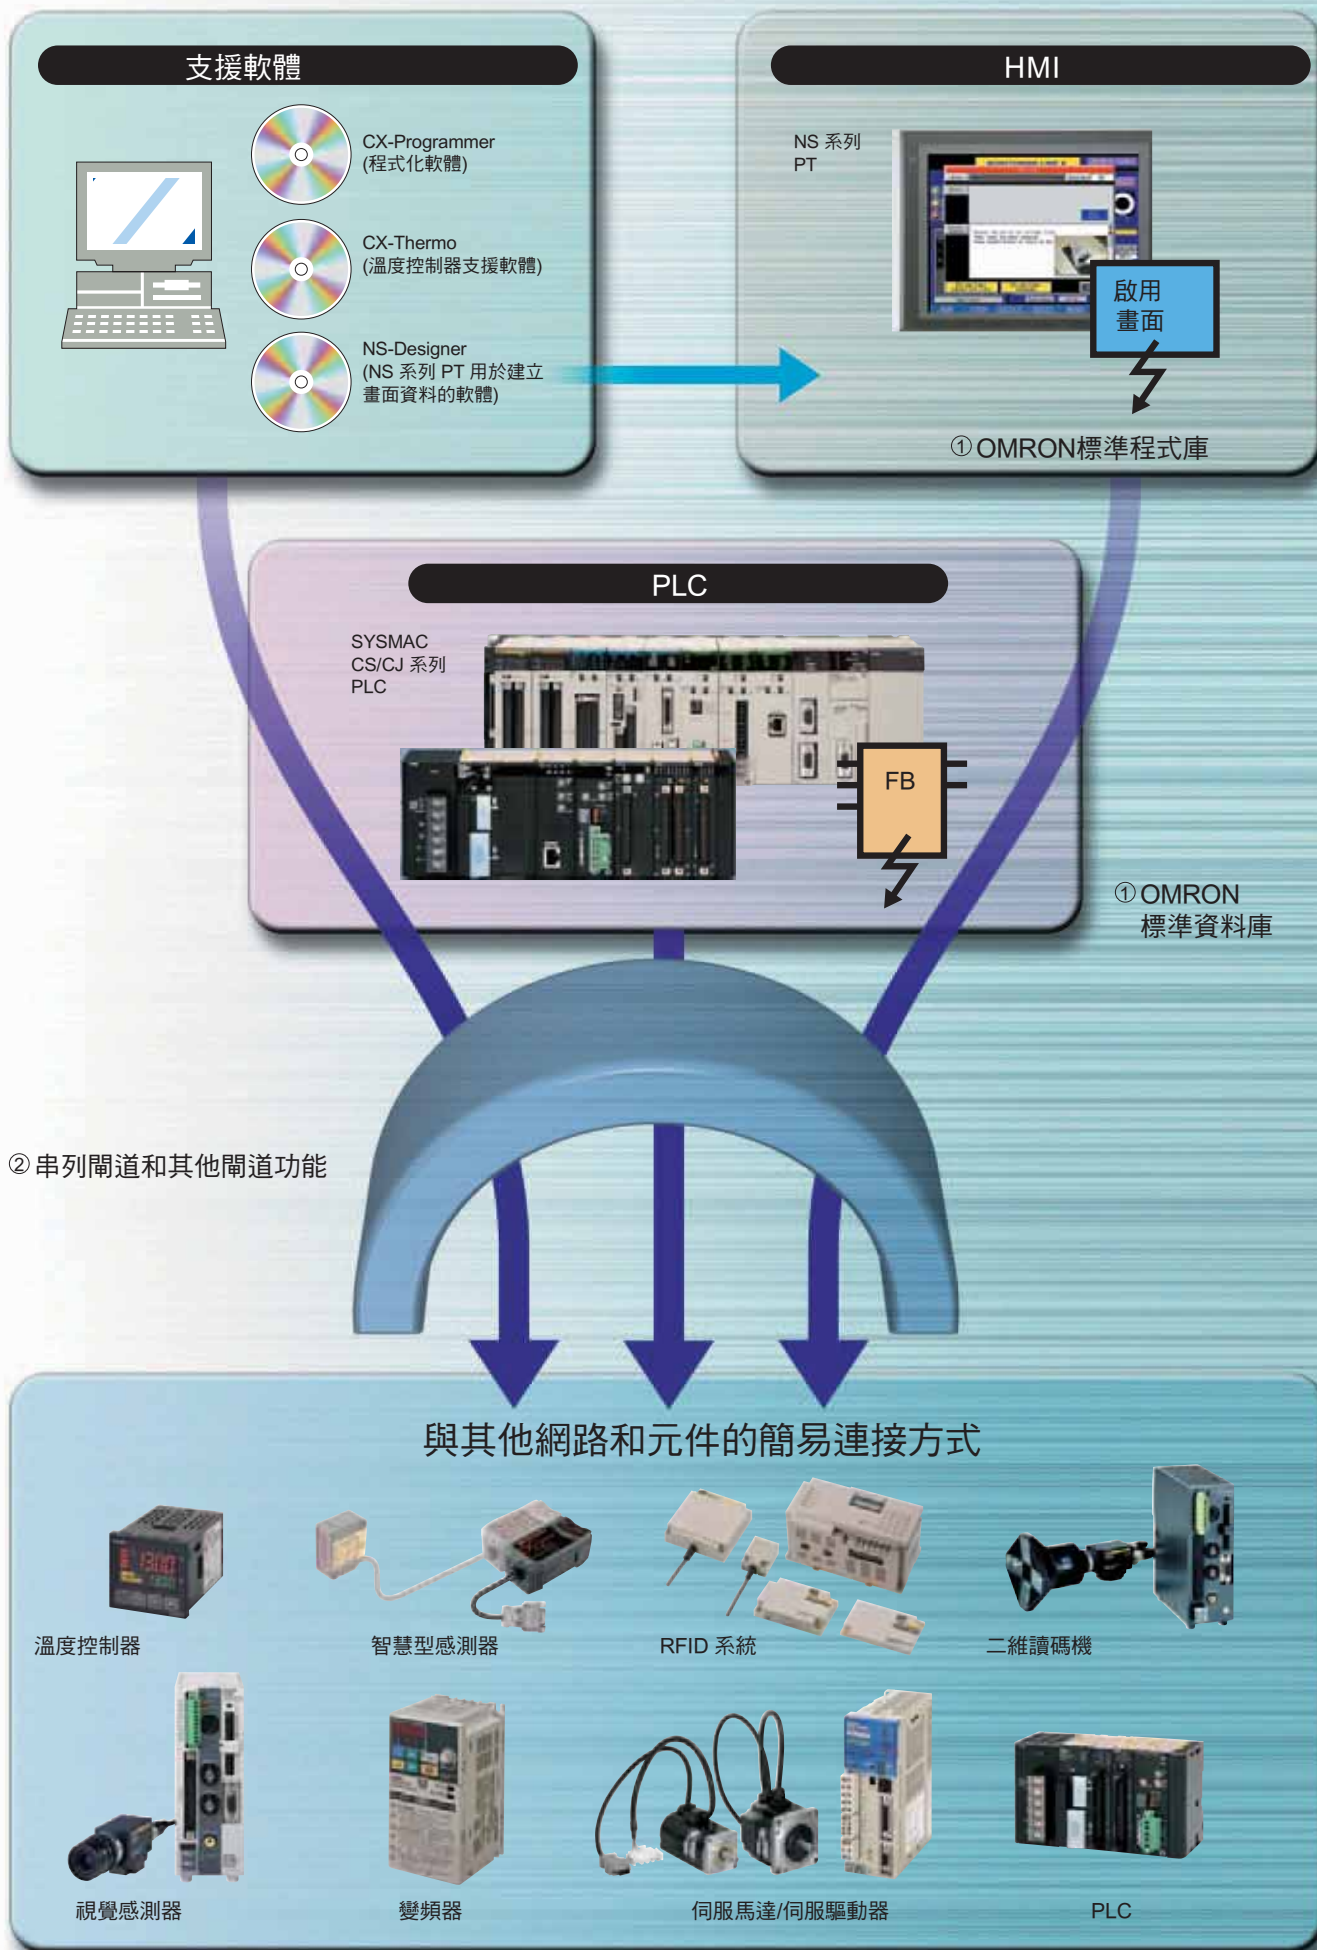 支援軟體
CX-Programmer
(程式化軟體)
CX-Thermo
(溫度控制器支援軟體)
NS-Designer
(NS 系列 PT 用於建立
畫面資料的軟體)
HMI
NS 系列
PT
啟用
畫面
①OMRON標準程式庫
PLC
SYSMAC
CS/CJ 系列
PLC
FB
①OMRON
標準資料庫
②串列閘道和其他閘道功能
與其他網路和元件的簡易連接方式
溫度控制器
智慧型感測器
RFID 系統
二維讀碼機
視覺感測器
變頻器
伺服馬達/伺服驅動器
PLC